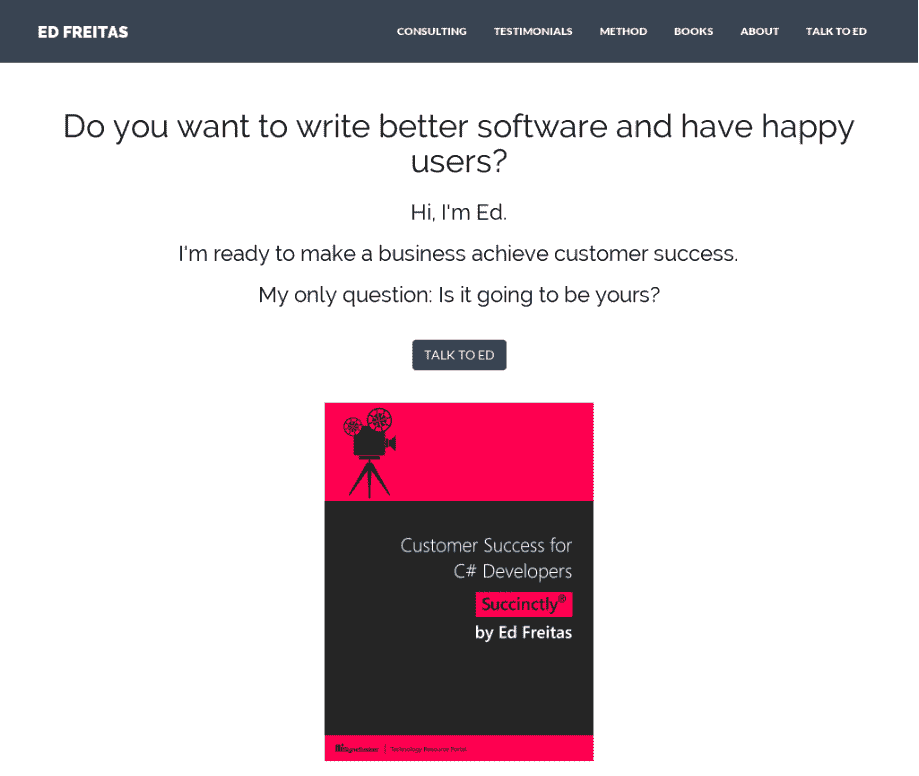 ED FREITAS
CONSULTING TESTIMONIALS METHOD BOOKS ABOUT TALK TO ED
Do you want to write better software and have happy
users?
Hi, I'm Ed.
I'm ready to make a business achieve customer success.
My only question: Is it going to be yours?
TALK TO ED
Customer Success for
C# Developers
Succinctly®
by Ed Freitas
Syncfusion | Technology Resource Portal